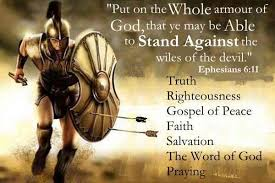 "Put on the Whole armour of
God, that ye may be Able
to Stand Against the
wiles of the devil."
Ephesians 6:11
Truth
Righteousness
Gospel of Peace
Faith
Salvation
The Word of God
Praying